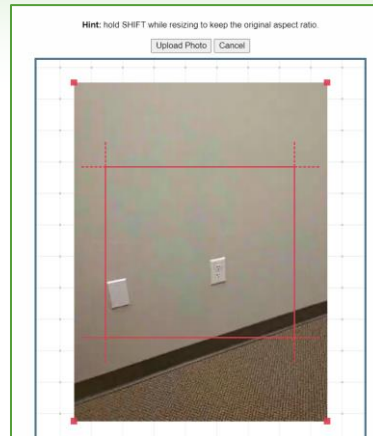 Hint: hold SHIFT while resizing to keep the original aspect ratio.
Upload Photo Cancel